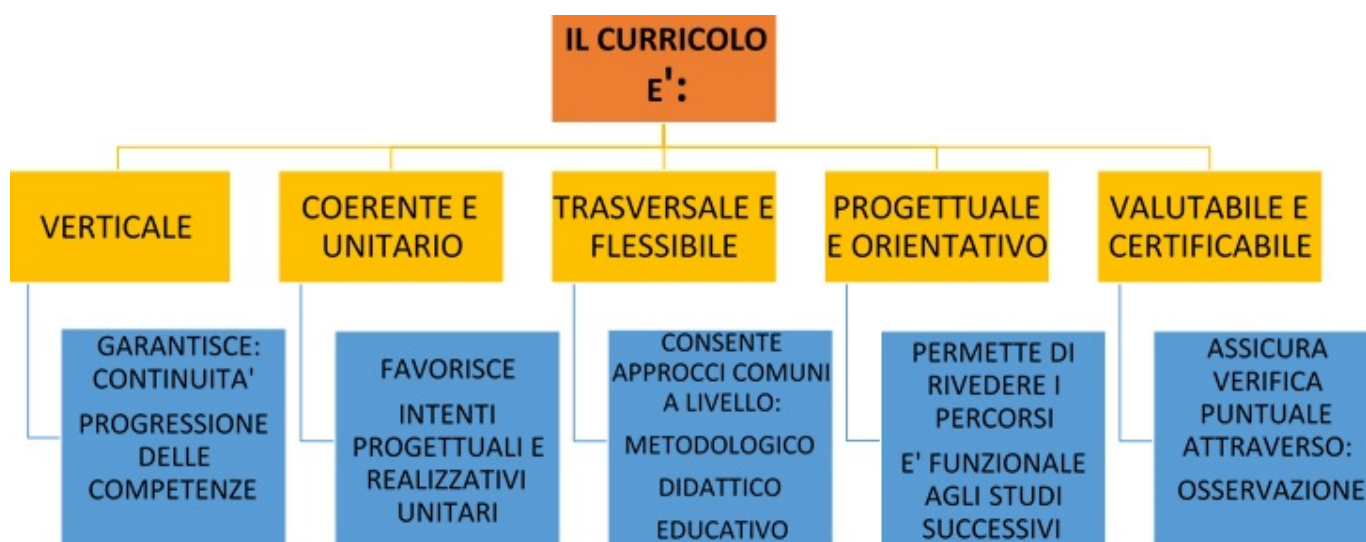 IL CURRICOLO
E':
VERTICALE
COERENTE E
UNITARIO
TRASVERSALE E
FLESSIBILE
PROGETTUALE
E ORIENTATIVO
VALUTABILE E
CERTIFICABILE
GARANTISCE:
CONTINUITA'
PROGRESSIONE
DELLE
COMPETENZE
FAVORISCE
INTENTI
PROGETTUALI E
REALIZZATIVI
UNITARI
CONSENTE
APPROCCI COMUNI
A LIVELLO:
METODOLOGICO
DIDATTICO
EDUCATIVO
PERMETTE DI
RIVEDERE I
PERCORSI
E' FUNZIONALE
AGLI STUDI
SUCCESSIVI
ASSICURA
VERIFICA
PUNTUALE
ATTRAVERSO:
OSSERVAZIONE